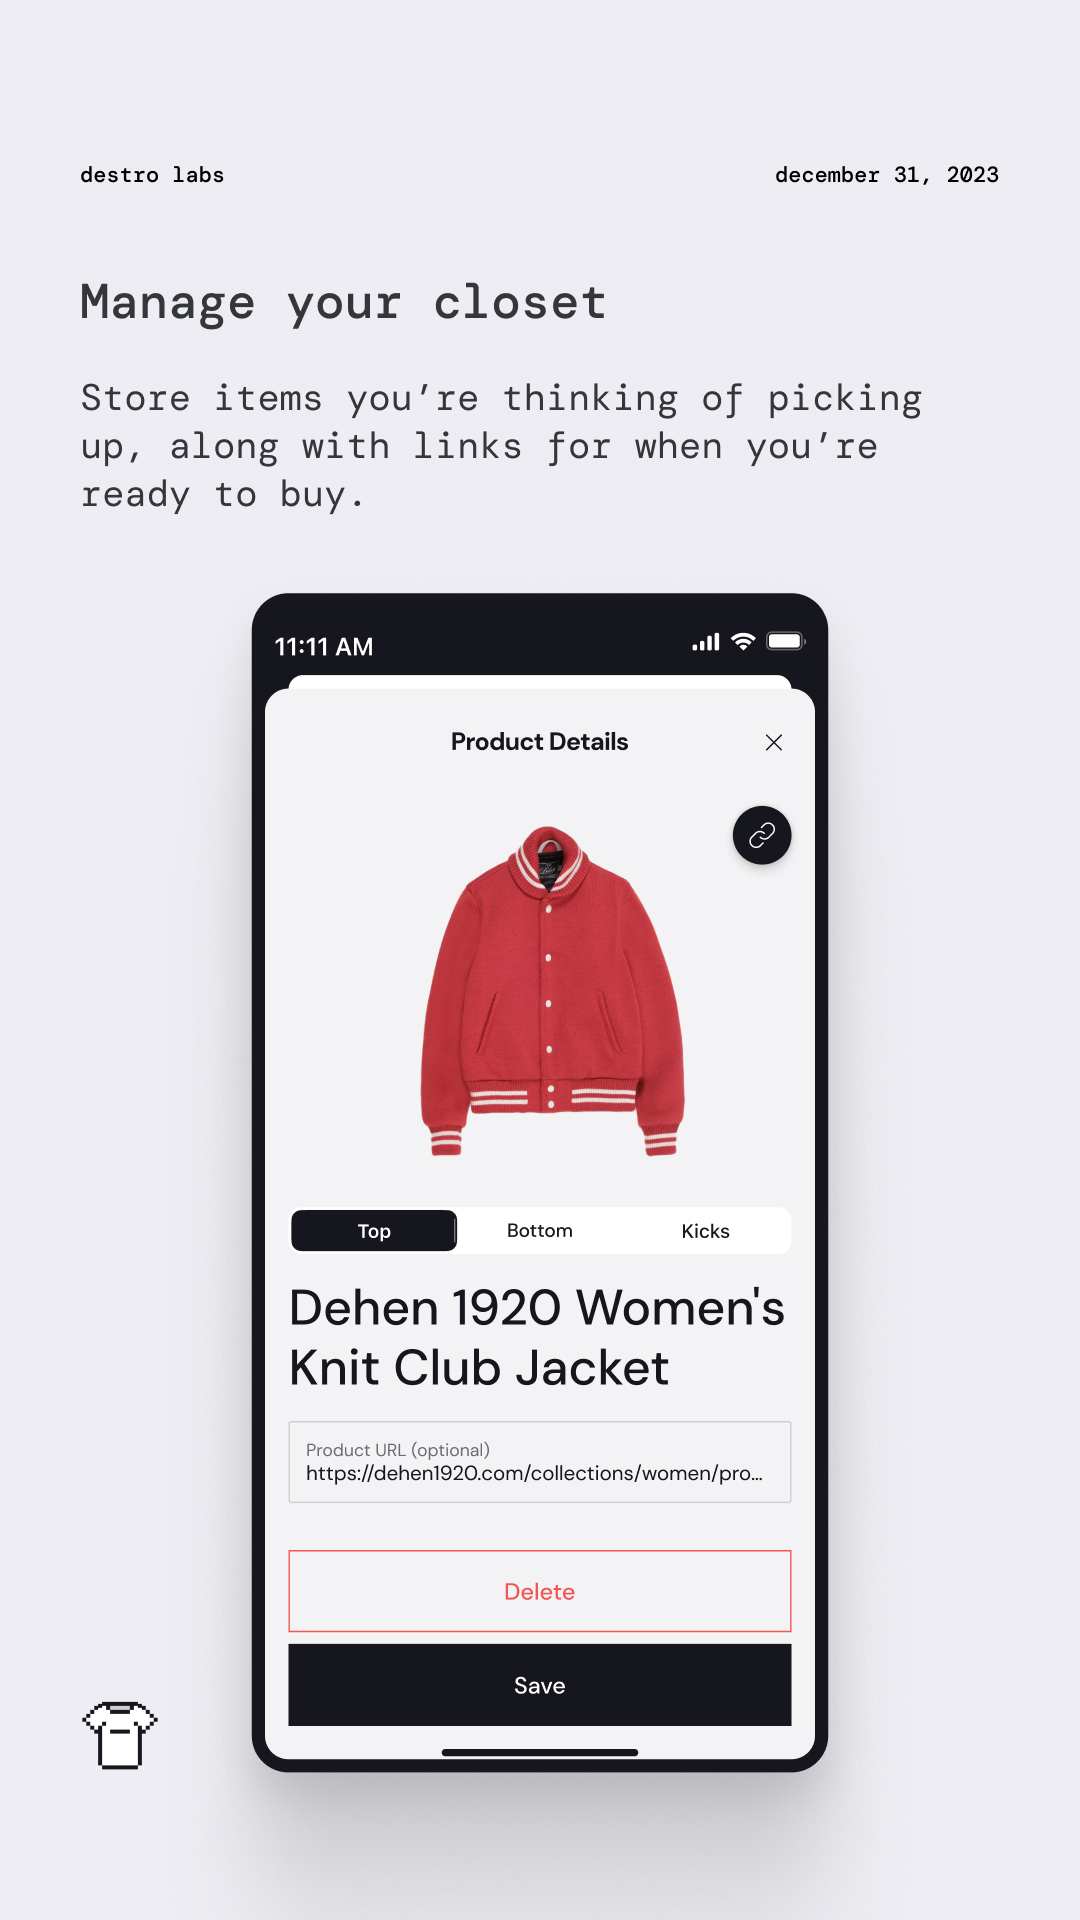 destro labs
december 31, 2023
Manage your closet
Store items you’re thinking of picking
up, along with links for when you’re
ready to buy.
11:11 AM
Product Details
Top
Bottom
Kicks
Dehen 1920 Women's
Knit Club Jacket
Product URL (optional)
https://dehen1920.com/collections/women/pro...
Delete
Save